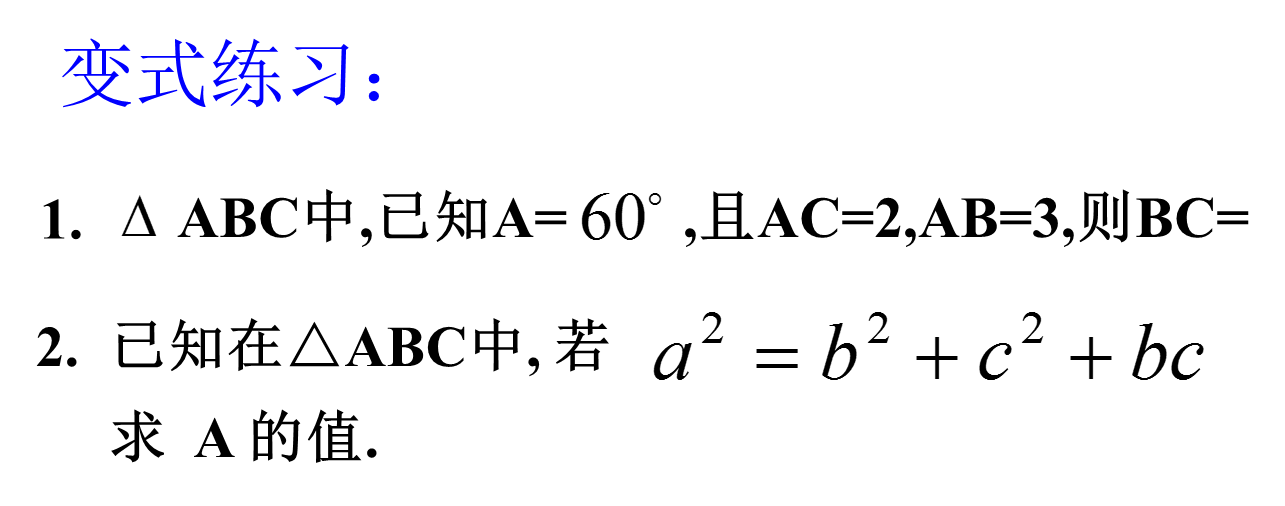 变式练习：
1. Δ ABC中,已知A=60°,且AC=2,AB=3,则BC=
2. 已知在△ABC中,若 a² = b² + c² + bc
求 A 的值.